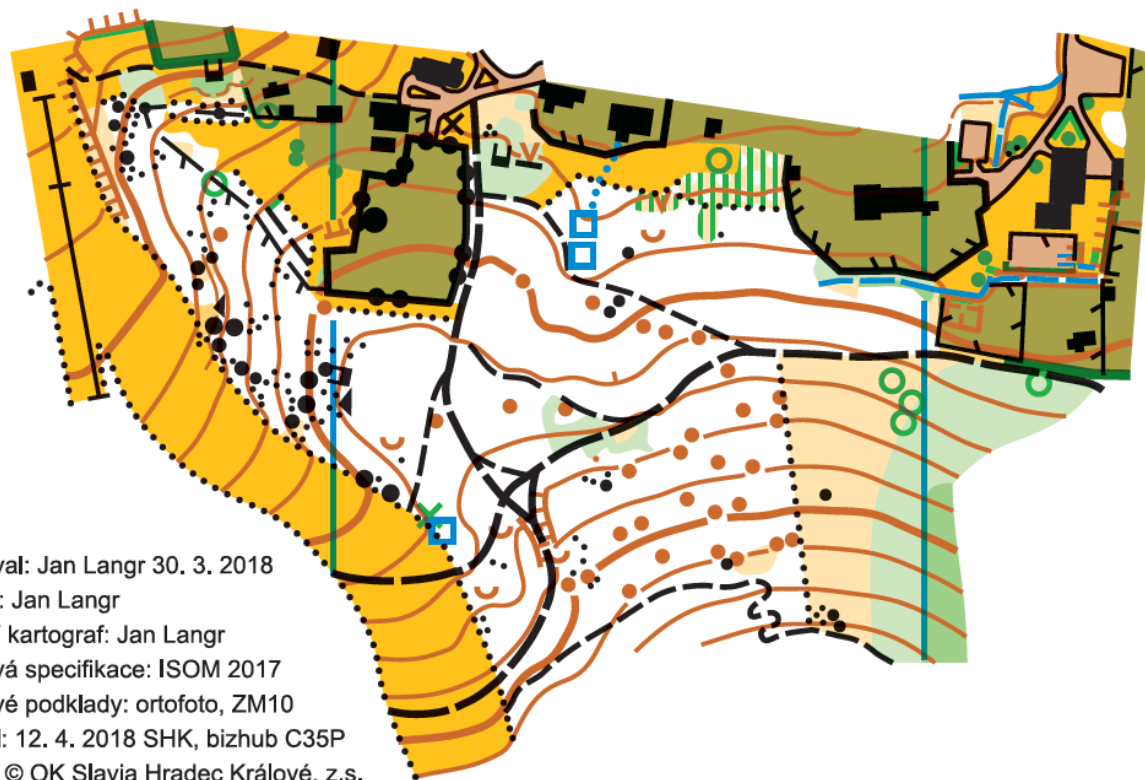 val: Jan Langr 30. 3. 2018
: Jan Langr
í kartograf: Jan Langr
vá specifikace: ISOM 2017
vé podklady: ortofoto, ZM10
l: 12. 4. 2018 SHK, bizhub C35P
© OK Slavia Hradec Králové, z.s.